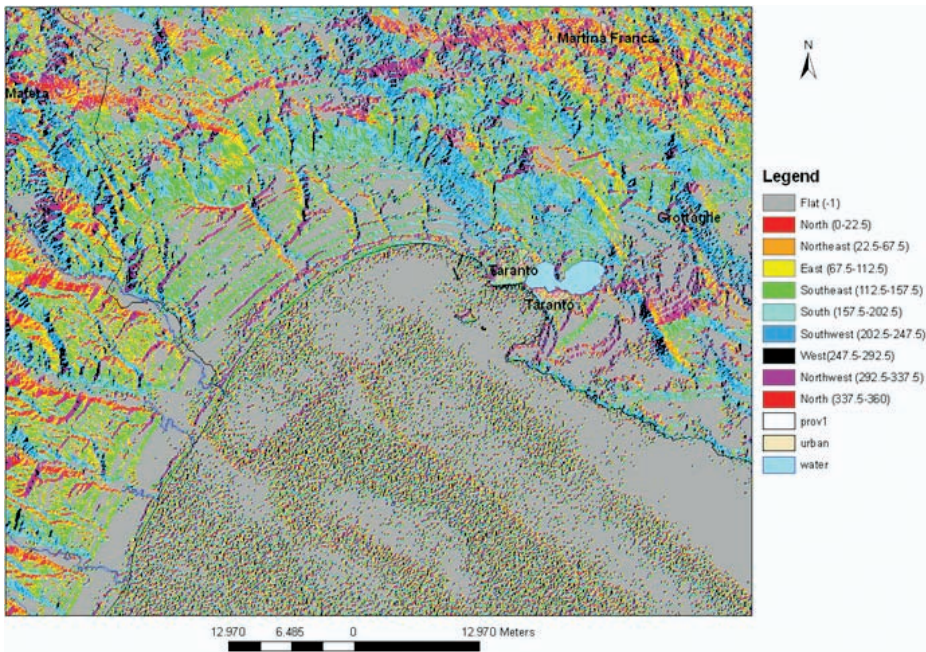 Martina Franca
N
Matera
Legend
Flat (-1)
North (0-22.5)
Northeast (22.5-67.5)
Grottaglie
East (67.5-112.5)
Southeast (112.5-157.5)
Taranto
South (157.5-202.5)
Taranto
Southwest (202.5-247.5)
West(247.5-292.5)
Northwest (292.5-337.5)
North (337.5-360)
prov1
urban
water
12.970 6.485 0 12.970 Meters